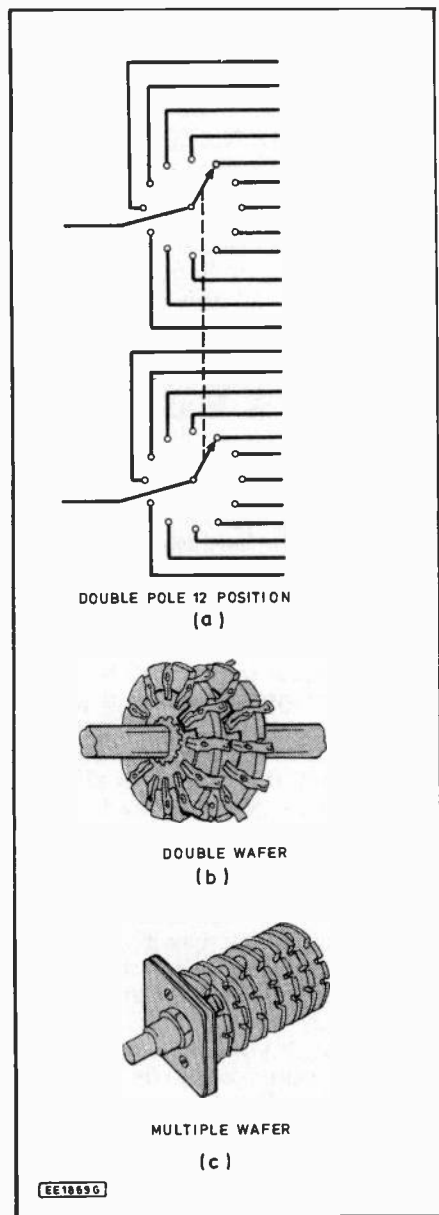 DOUBLE POLE 12 POSITION
(a)
DOUBLE WAFER
(b)
MULTIPLE WAFER
(c)
EE1869G